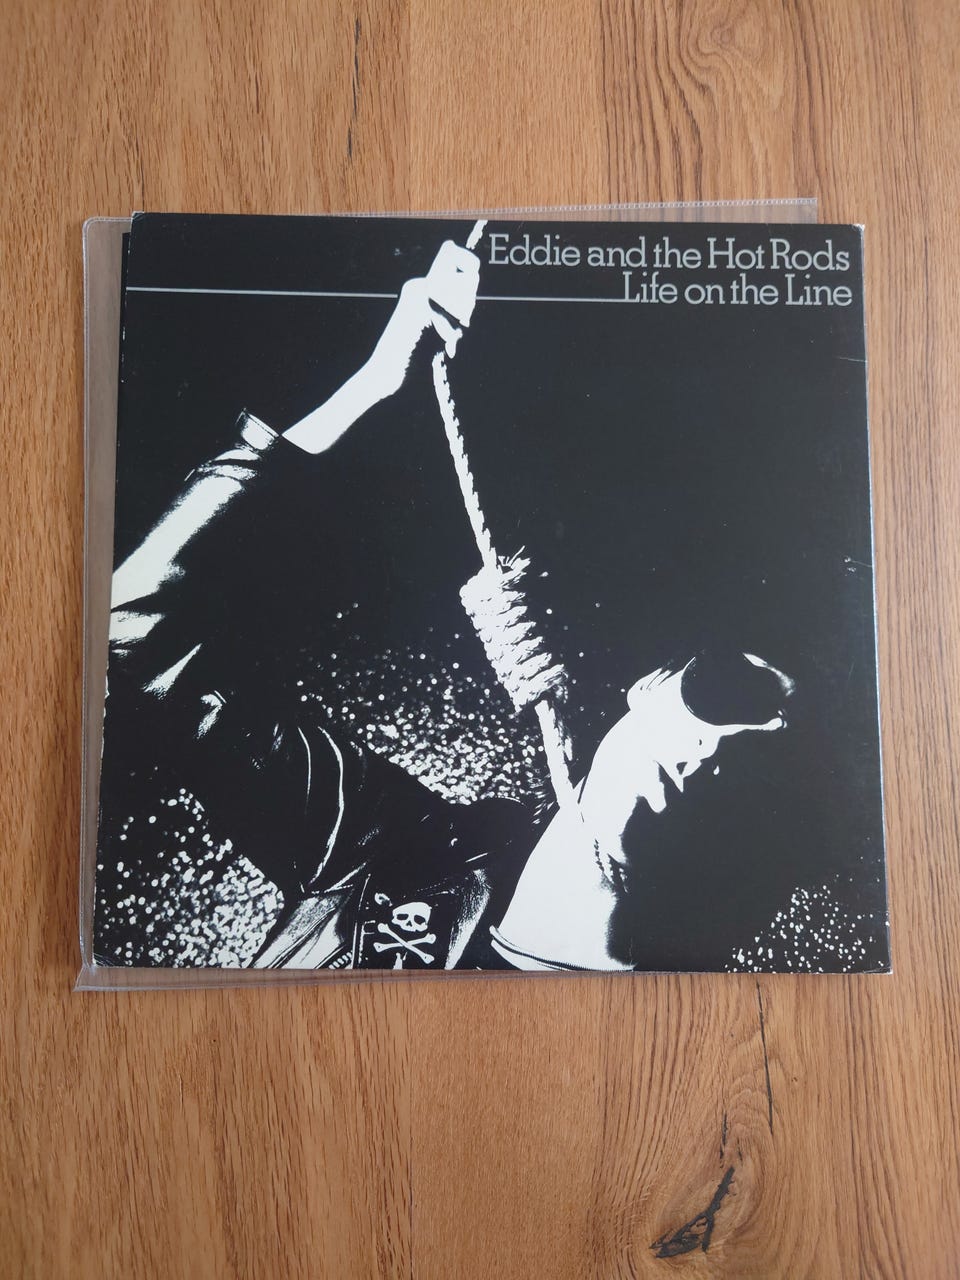 Eddie and the Hot Rods
Life on the Line